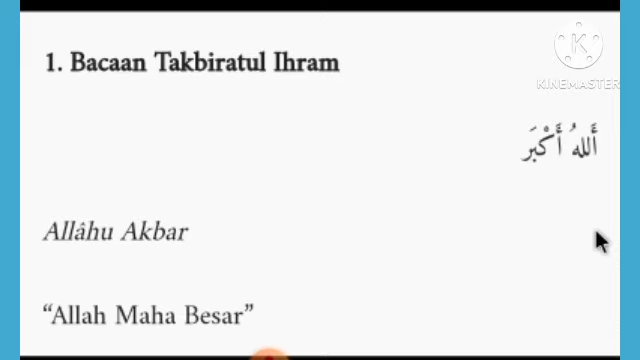 1. Bacaan Takbiratul Ihram
K
KINEMASTER
أَللهُ أَكْبَر
Allâhu Akbar
“Allah Maha Besar”